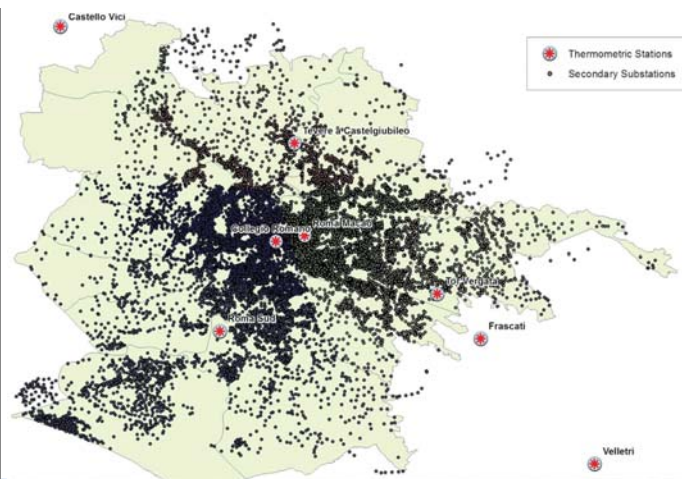 Castello Vici
Thermometric Stations
Secondary Substations
Tevere a Castelgiubileo
Collegio Romano
Roma Macao
Tor Vergata
Roma Sud
Frascati
Velletri